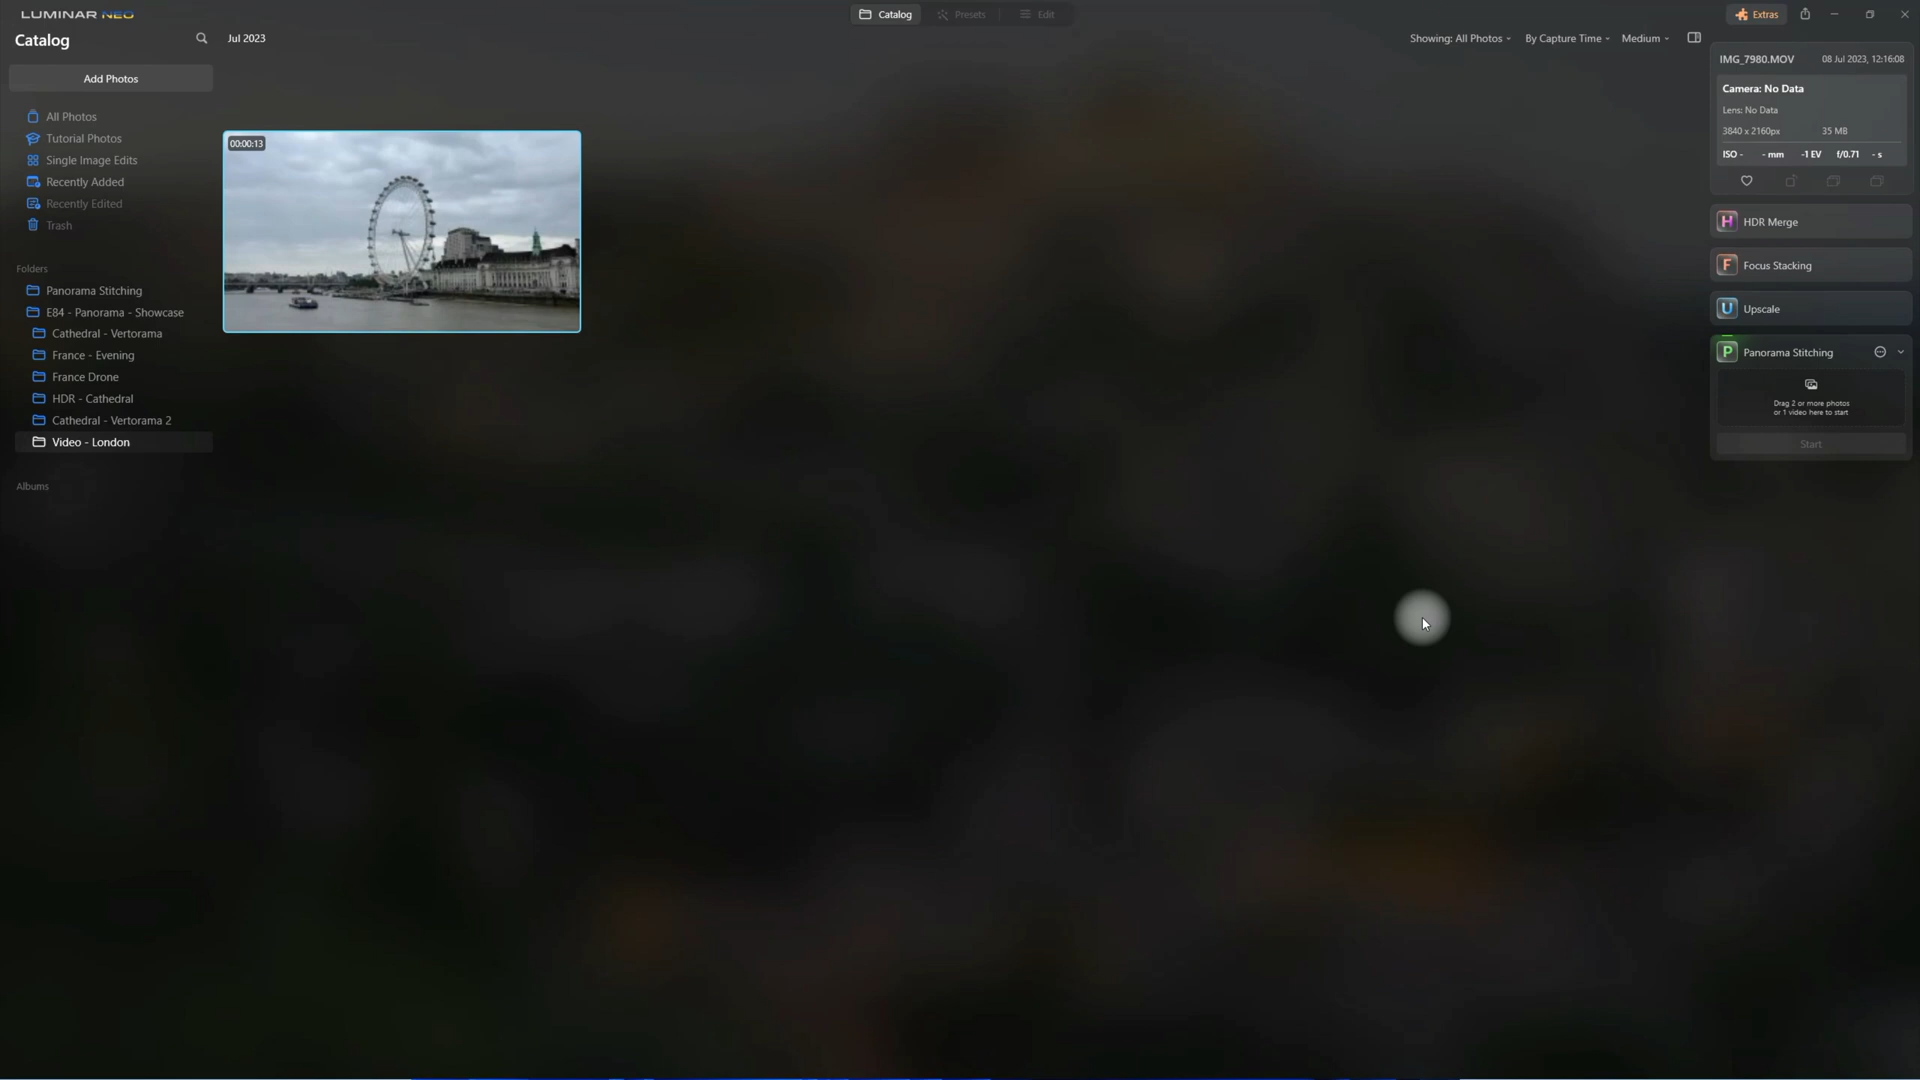 LUMINAR NEO
Catalog
Presets
Edit
Extras
Catalog
Jul 2023
Showing: All Photos
By Capture Time
Medium
Add Photos
All Photos
Tutorial Photos
Single Image Edits
Recently Added
Recently Edited
Trash
Folders
Panorama Stitching
E84 - Panorama - Showcase
Cathedral - Vertorama
France - Evening
France Drone
HDR - Cathedral
Cathedral - Vertorama 2
Video - London
Albums
00:00:13
IMG_7980.MOV 08 Jul 2023, 12:16:08
Camera: No Data
Lens: No Data
3840 x 2160px 35 MB
ISO - - mm -1 EV f/0.71 - s
H HDR Merge
F Focus Stacking
U Upscale
P Panorama Stitching
Drag 2 or more photos
or 1 video here to start
Start